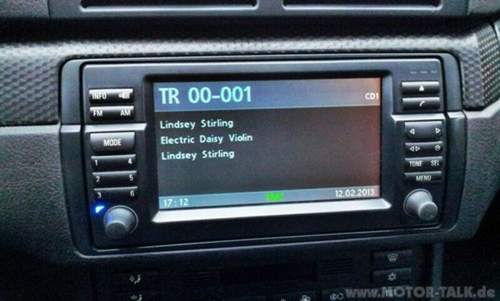 INFO
FM AM
MODE
1 4
2 5
3 6
TR 00-001
CD1
Lindsey Stirling
Electric Daisy Violin
Lindsey Stirling
17:12
12.02.2013
TONE SEL
MENU
www.MOTOR-TALK.de